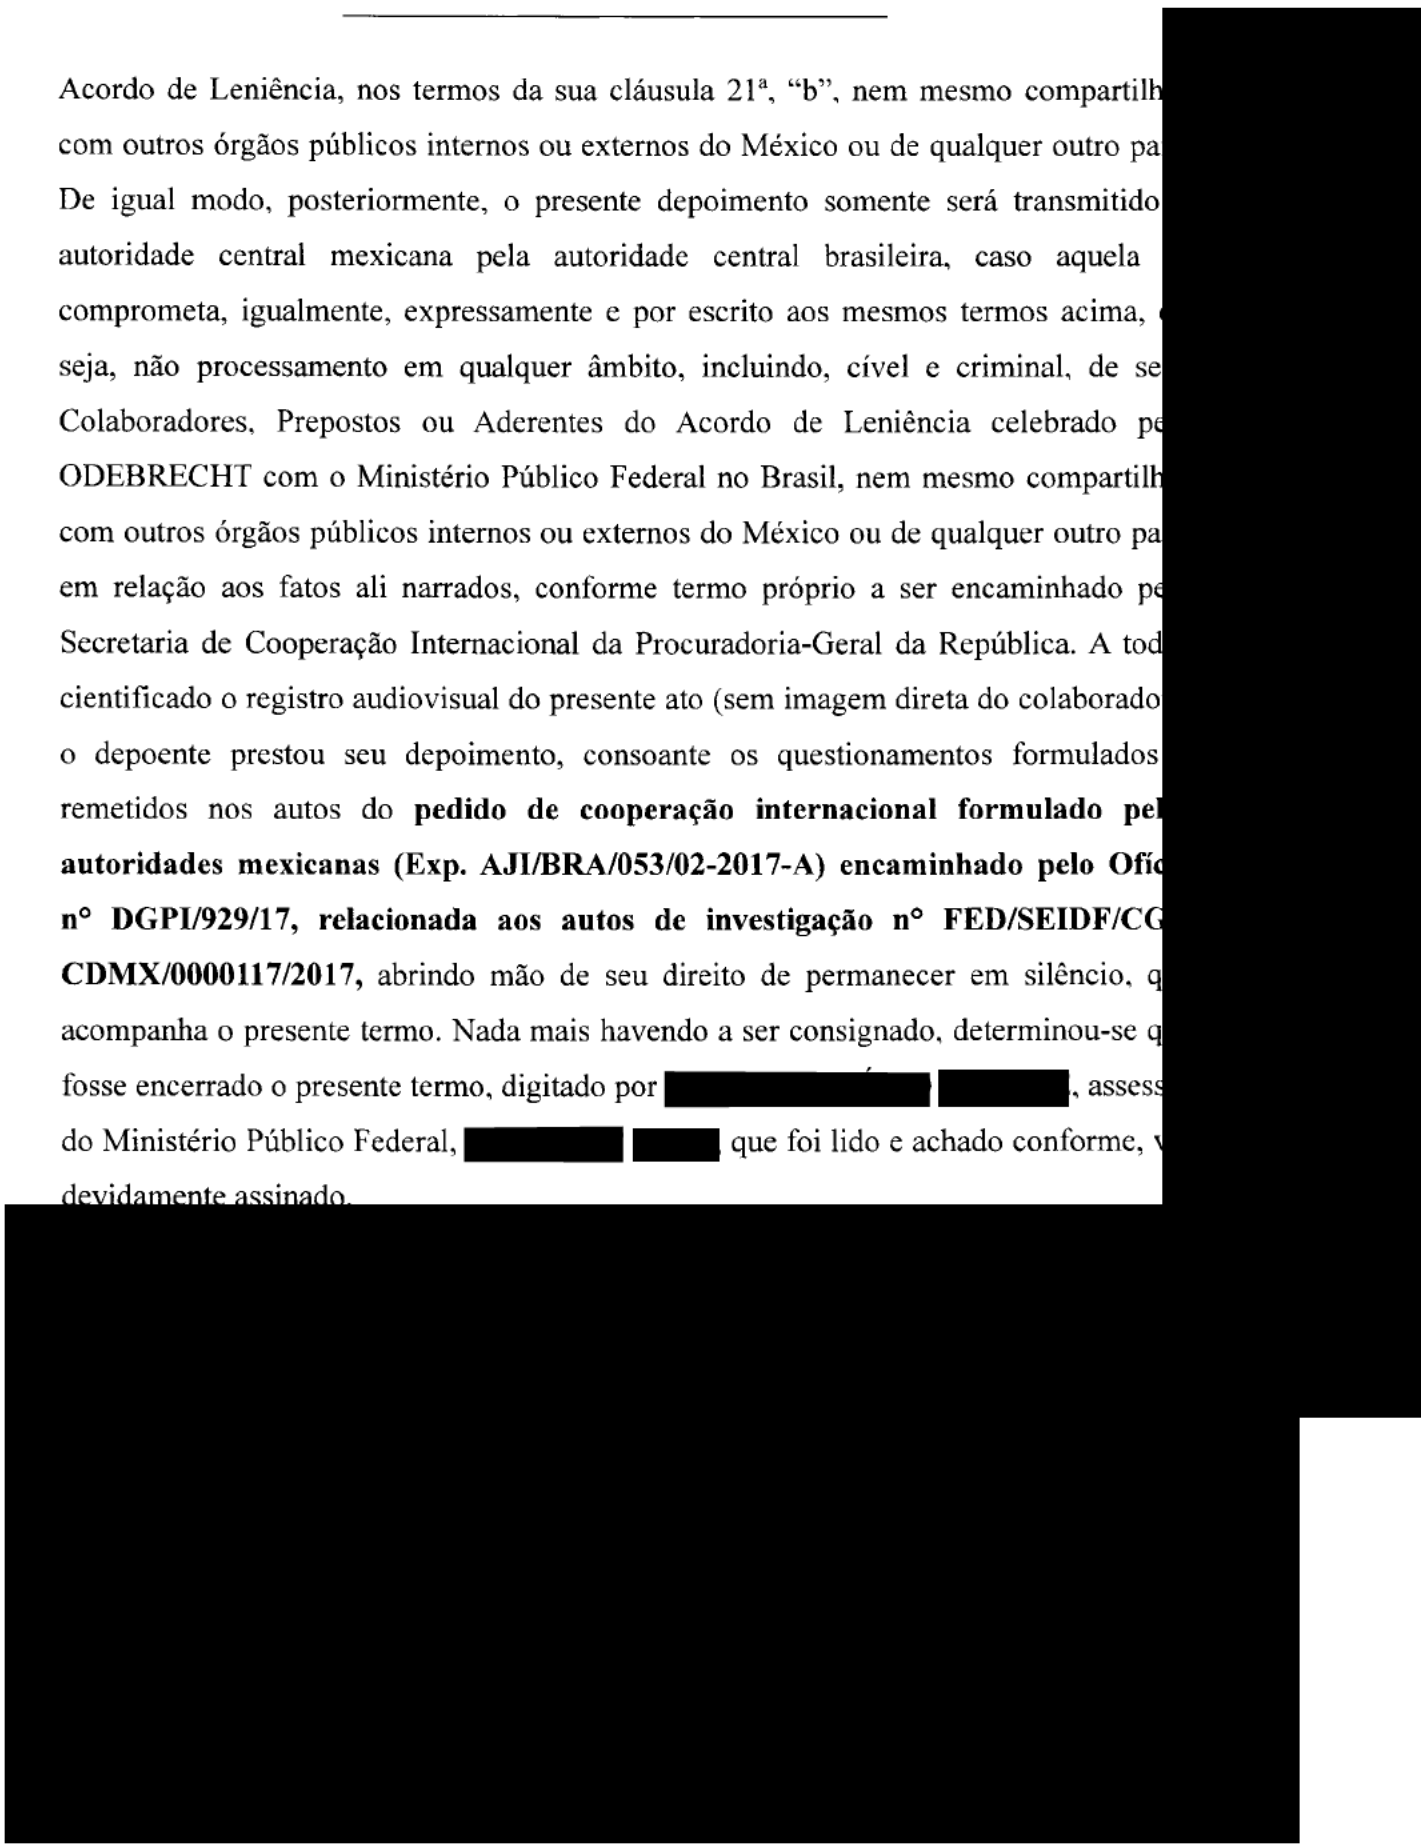 Acordo de Leniência, nos termos da sua cláusula 21ª, “b”, nem mesmo compartilh
com outros órgãos públicos internos ou externos do México ou de qualquer outro pa
De igual modo, posteriormente, o presente depoimento somente será transmitido
autoridade central mexicana pela autoridade central brasileira, caso aquela
comprometa, igualmente, expressamente e por escrito aos mesmos termos acima,
seja, não processamento em qualquer âmbito, incluindo, cível e criminal, de se
Colaboradores, Prepostos ou Aderentes do Acordo de Leniência celebrado pe
ODEBRECHT com o Ministério Público Federal no Brasil, nem mesmo compartilh
com outros órgãos públicos internos ou externos do México ou de qualquer outro pa
em relação aos fatos ali narrados, conforme termo próprio a ser encaminhado pe
Secretaria de Cooperação Internacional da Procuradoria-Geral da República. A tod
cientificado o registro audiovisual do presente ato (sem imagem direta do colaborado
o depoente prestou seu depoimento, consoante os questionamentos formulados
remetidos nos autos do pedido de cooperação internacional formulado pel
autoridades mexicanas (Exp. AJI/BRA/053/02-2017-A) encaminhado pelo Ofíc
nº DGPI/929/17, relacionada aos autos de investigação nº FED/SEIDF/CG
CDMX/0000117/2017, abrindo mão de seu direito de permanecer em silêncio, q
acompanha o presente termo. Nada mais havendo a ser consignado, determinou-se q
fosse encerrado o presente termo, digitado por , assess
do Ministério Público Federal, que foi lido e achado conforme, v
devidamente assinado.